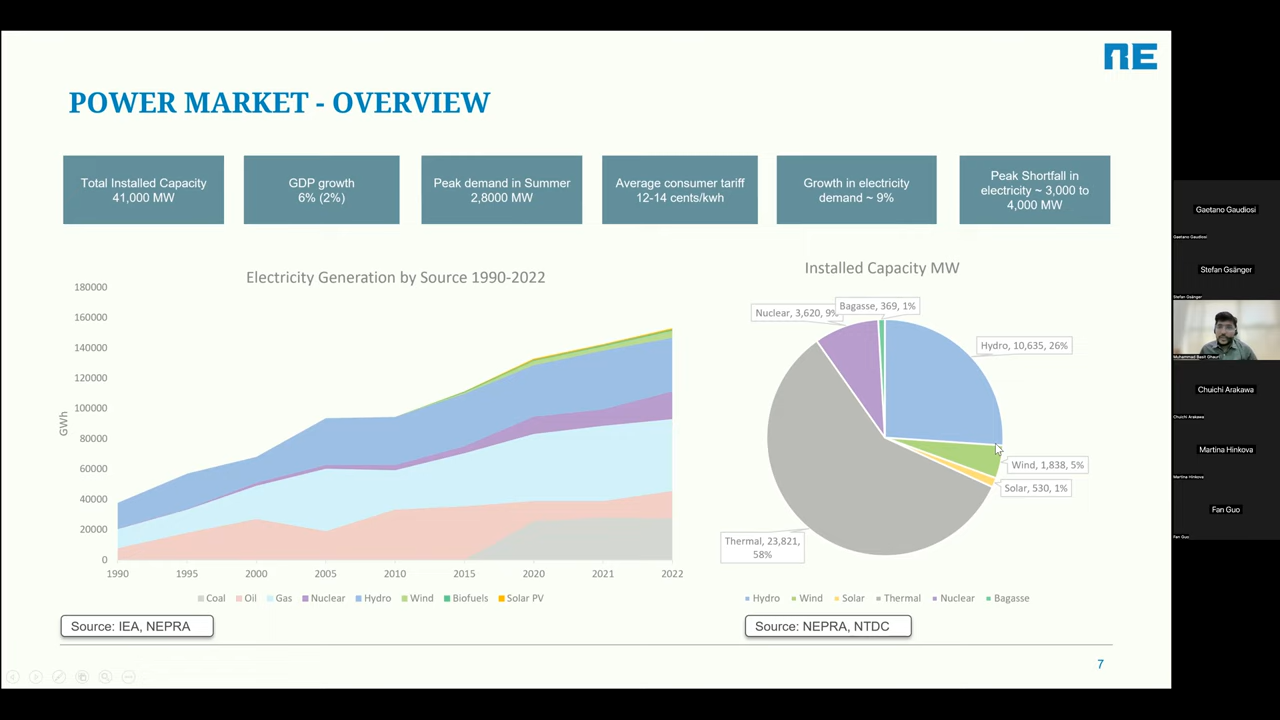 RE
POWER MARKET - OVERVIEW
Total Installed Capacity
41,000 MW
GDP growth
6% (2%)
Peak demand in Summer
2,8000 MW
Average consumer tariff
12-14 cents/kwh
Growth in electricity
demand ~ 9%
Peak Shortfall in
electricity ~ 3,000 to
4,000 MW
Electricity Generation by Source 1990-2022
180000
160000
140000
120000
100000
80000
60000
40000
20000
0
GWh
1990 1995 2000 2005 2010 2015 2020 2021 2022
Coal Oil Gas Nuclear Hydro Wind Biofuels Solar PV
Source: IEA, NEPRA
Installed Capacity MW
Nuclear, 3,620, 9%
Bagasse, 369, 1%
Hydro, 10,635, 26%
Wind, 1,838, 5%
Solar, 530, 1%
Thermal, 23,821,
58%
Hydro Wind Solar Thermal Nuclear Bagasse
Source: NEPRA, NTDC
7
Gaetano Gaudiosi
Gaetano Gaudiosi
Stefan Gsänger
Stefan Gsänger
Muhammad Basit Ghauri
Chuichi Arakawa
Chuichi Arakawa
Martina Hinkova
Martina Hinkova
Fan Guo
Fan Guo